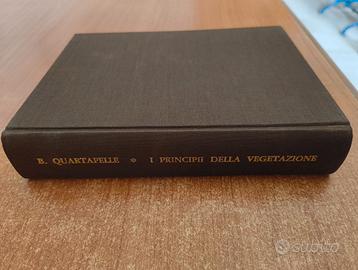 B. QUARTAPELLE * I PRINCIPII DELLA VEGETAZIONE
subito